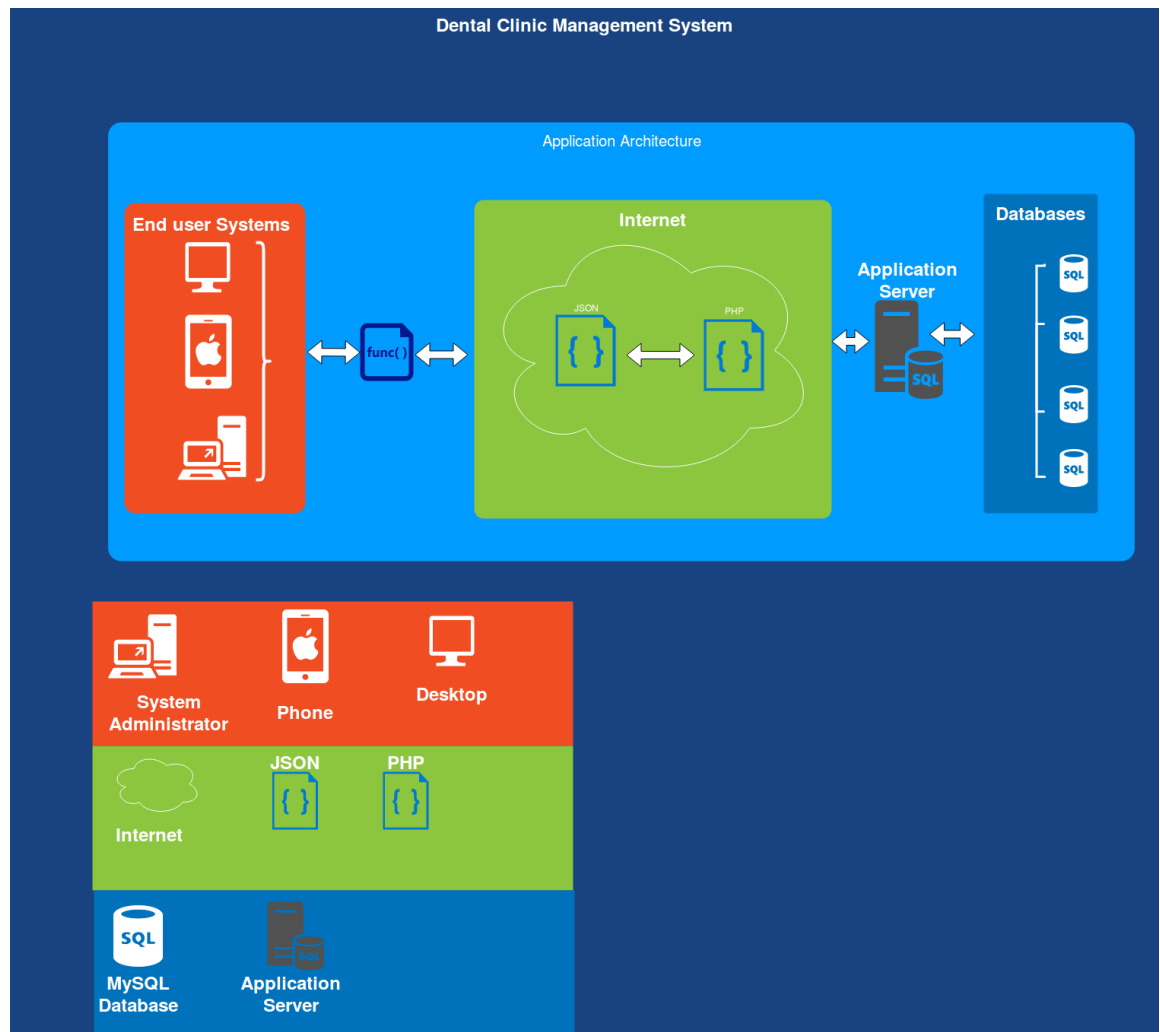 Dental Clinic Management System
Application Architecture
End user Systems
func( )
Internet
JSON
{ }
PHP
{ }
Application
Server
SQL
Databases
SQL
SQL
SQL
SQL
System
Administrator
Phone
Desktop
Internet
JSON
{ }
PHP
{ }
SQL
MySQL
Database
SQL
Application
Server